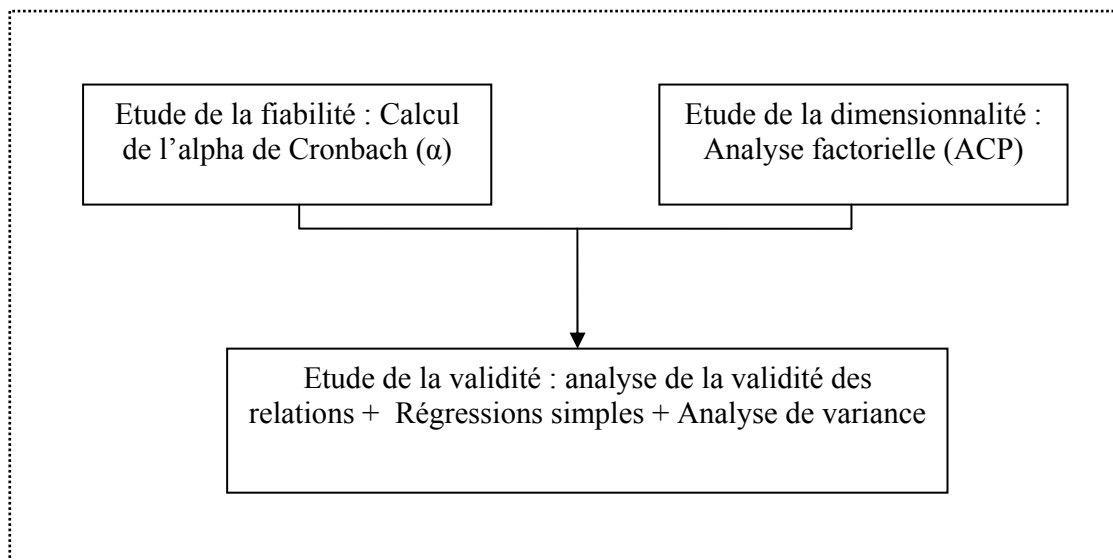 Etude de la fiabilité : Calcul
de l’alpha de Cronbach (α)
Etude de la dimensionnalité :
Analyse factorielle (ACP)
Etude de la validité : analyse de la validité des
relations +  Régressions simples + Analyse de variance